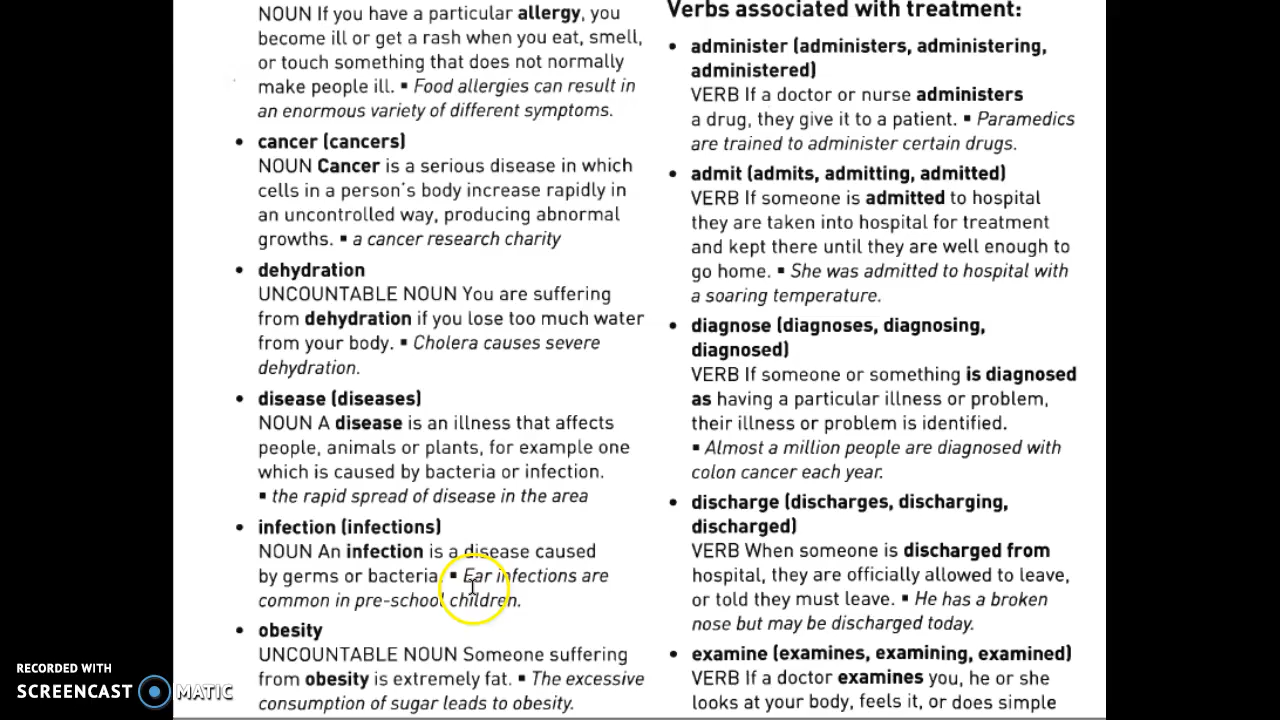 NOUN If you have a particular allergy, you
become ill or get a rash when you eat, smell,
or touch something that does not normally
make people ill. ▪ Food allergies can result in
an enormous variety of different symptoms.
• cancer (cancers)
NOUN Cancer is a serious disease in which
cells in a person's body increase rapidly in
an uncontrolled way, producing abnormal
growths. ▪ a cancer research charity
• dehydration
UNCOUNTABLE NOUN You are suffering
from dehydration if you lose too much water
from your body. ▪ Cholera causes severe
dehydration.
• disease (diseases)
NOUN A disease is an illness that affects
people, animals or plants, for example one
which is caused by bacteria or infection.
▪ the rapid spread of disease in the area
• infection (infections)
NOUN An infection is a disease caused
by germs or bacteria. ▪ Ear infections are
common in pre-school children.
• obesity
UNCOUNTABLE NOUN Someone suffering
from obesity is extremely fat. ▪ The excessive
consumption of sugar leads to obesity.
Verbs associated with treatment:
• administer (administers, administering,
administered)
VERB If a doctor or nurse administers
a drug, they give it to a patient. ▪ Paramedics
are trained to administer certain drugs.
• admit (admits, admitting, admitted)
VERB If someone is admitted to hospital
they are taken into hospital for treatment
and kept there until they are well enough to
go home. ▪ She was admitted to hospital with
a soaring temperature.
• diagnose (diagnoses, diagnosing,
diagnosed)
VERB If someone or something is diagnosed
as having a particular illness or problem,
their illness or problem is identified.
▪ Almost a million people are diagnosed with
colon cancer each year.
• discharge (discharges, discharging,
discharged)
VERB When someone is discharged from
hospital, they are officially allowed to leave,
or told they must leave. ▪ He has a broken
nose but may be discharged today.
• examine (examines, examining, examined)
VERB If a doctor examines you, he or she
looks at your body, feels it, or does simple
RECORDED WITH
SCREENCAST MATIC